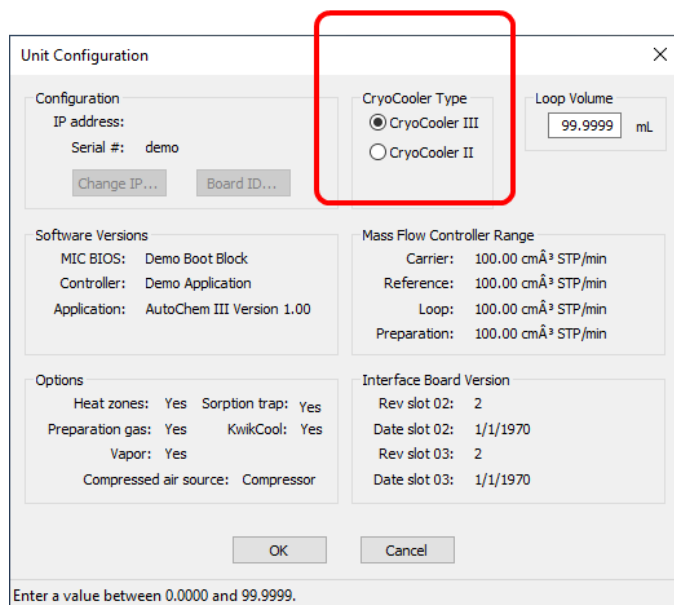 Unit Configuration
Configuration
IP address:
Serial #: demo
Change IP... Board ID...
CryoCooler Type
CryoCooler III
CryoCooler II
Loop Volume
99.9999 mL
Software Versions
MIC BIOS: Demo Boot Block
Controller: Demo Application
Application: AutoChem III Version 1.00
Mass Flow Controller Range
Carrier: 100.00 cmÂ³ STP/min
Reference: 100.00 cmÂ³ STP/min
Loop: 100.00 cmÂ³ STP/min
Preparation: 100.00 cmÂ³ STP/min
Options
Heat zones: Yes Sorption trap: Yes
Preparation gas: Yes KwikCool: Yes
Vapor: Yes
Compressed air source: Compressor
Interface Board Version
Rev slot 02: 2
Date slot 02: 1/1/1970
Rev slot 03: 2
Date slot 03: 1/1/1970
OK Cancel
Enter a value between 0.0000 and 99.9999.